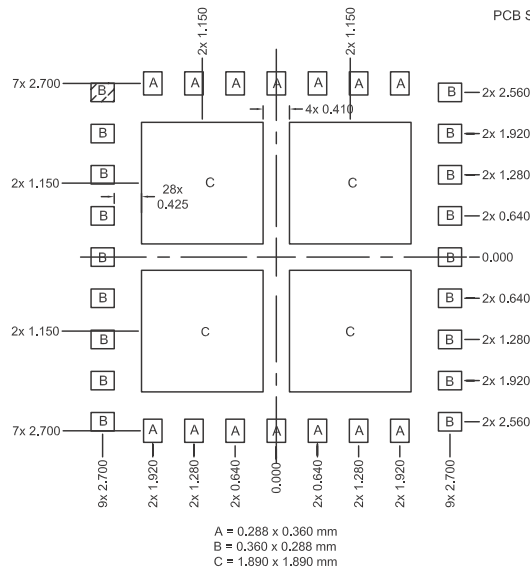 PCB S
2x 1.150
2x 1.150
7x 2.700
A A A A A A A
B
B
2x 2.560
4x 0.410
B
B
2x 1.920
2x 1.150
B
C
C
B
2x 1.280
28x
0.425
B
B
2x 0.640
B
B
0.000
B
B
2x 0.640
2x 1.150
B
C
C
B
2x 1.280
B
B
2x 1.920
B
B
2x 2.560
7x 2.700
A A A A A A A
9x 2.700
2x 1.920
2x 1.280
2x 0.640
0.000
2x 0.640
2x 1.280
2x 1.920
9x 2.700
A = 0.288 x 0.360 mm
B = 0.360 x 0.288 mm
C = 1.890 x 1.890 mm